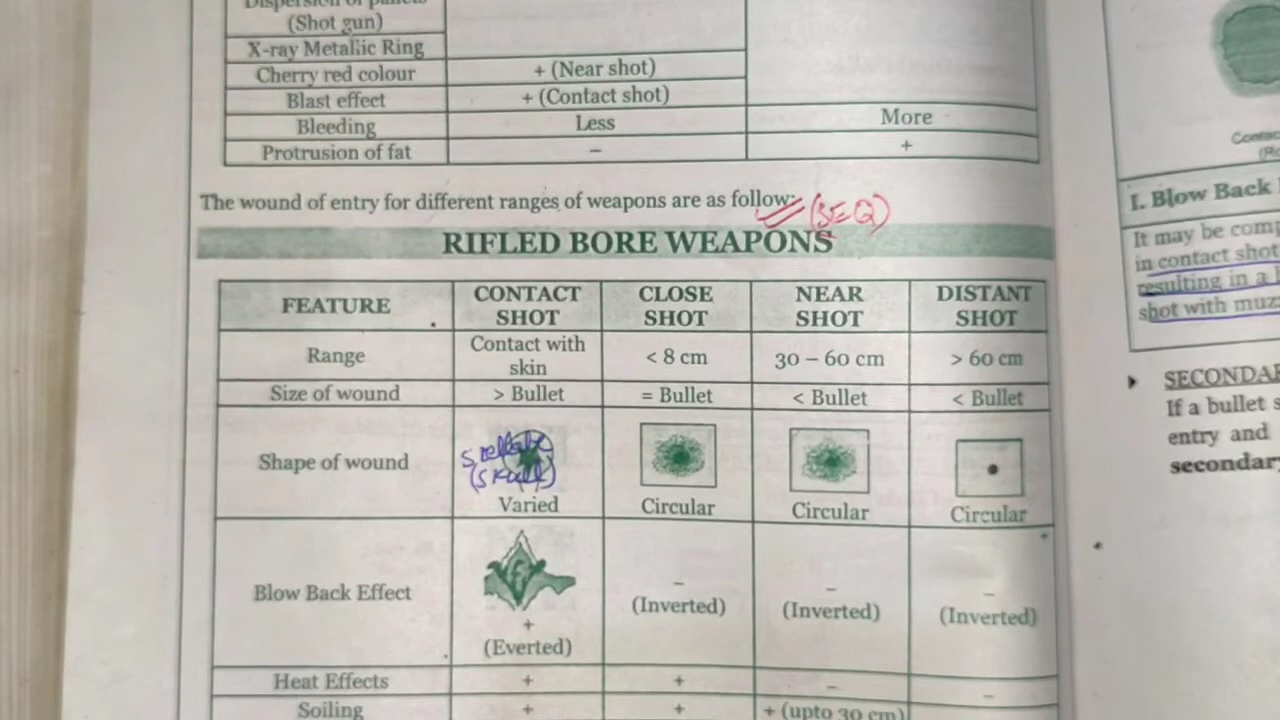 (Shot gun)
X-ray Metallic Ring
Cherry red colour + (Near shot)
Blast effect + (Contact shot)
Bleeding Less More
Protrusion of fat – +
The wound of entry for different ranges of weapons are as follow: (SEQ)
RIFLED BORE WEAPONS
FEATURE CONTACT SHOT CLOSE SHOT NEAR SHOT DISTANT SHOT
Range Contact with skin < 8 cm 30 – 60 cm > 60 cm
Size of wound > Bullet = Bullet < Bullet < Bullet
Shape of wound
(skull)
Varied Circular Circular Circular
Blow Back Effect
+ – – –
(Everted) (Inverted) (Inverted) (Inverted)
Heat Effects + + – –
Soiling + + + (upto 30 cm)
I. Blow Back
It may be
in contact shot
resulting in a
shot with
If a bullet
entry and